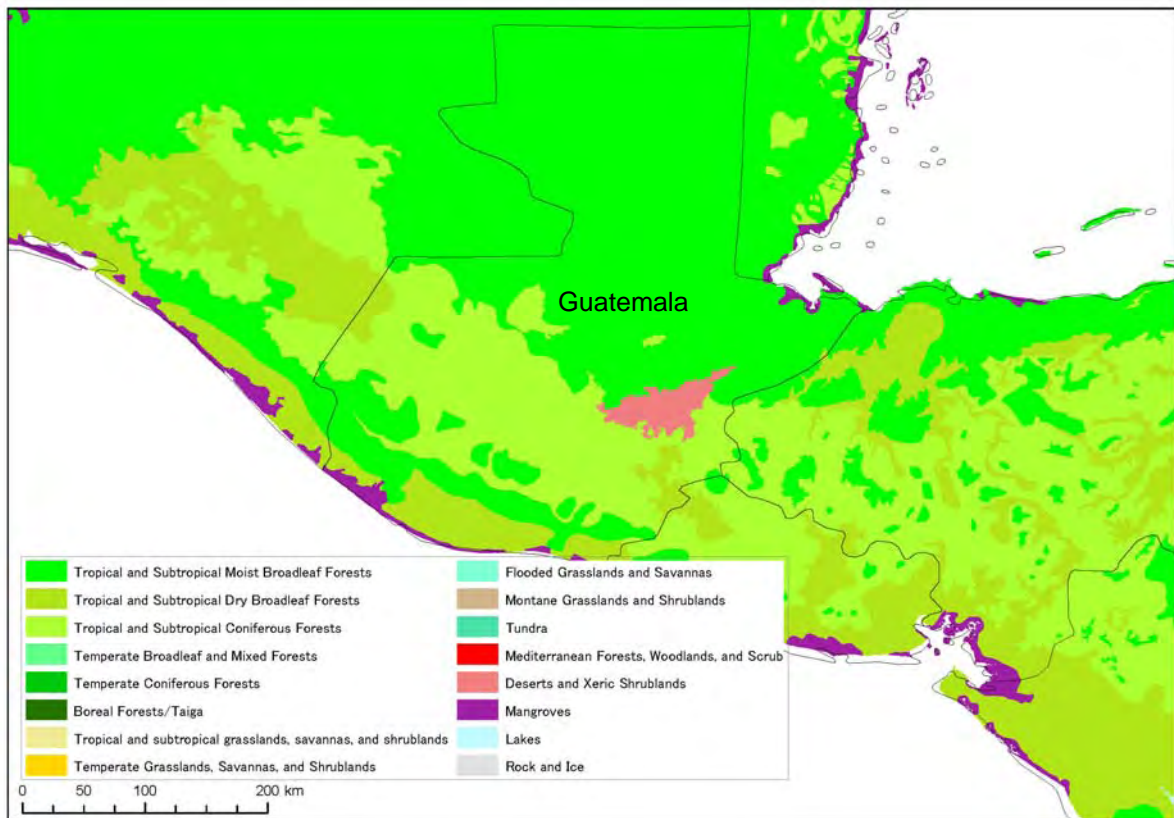 Guatemala
Tropical and Subtropical Moist Broadleaf Forests
Tropical and Subtropical Dry Broadleaf Forests
Tropical and Subtropical Coniferous Forests
Temperate Broadleaf and Mixed Forests
Temperate Coniferous Forests
Boreal Forests/Taiga
Tropical and subtropical grasslands, savannas, and shrublands
Temperate Grasslands, Savannas, and Shrublands
Flooded Grasslands and Savannas
Montane Grasslands and Shrublands
Tundra
Mediterranean Forests, Woodlands, and Scrub
Deserts and Xeric Shrublands
Mangroves
Lakes
Rock and Ice
0 50 100 200 km